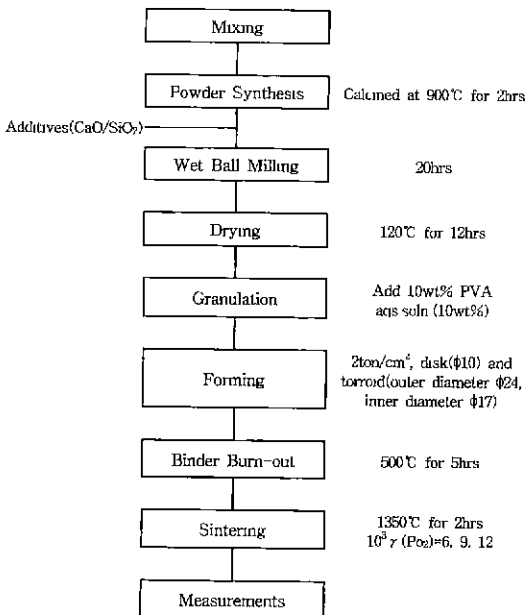 Mixing
Powder Synthesis
Calcined at 900℃ for 2hrs
Additives(CaO/SiO₂)
Wet Ball Milling
20hrs
Drying
120℃ for 12hrs
Granulation
Add 10wt% PVA
aqs soln (10wt%)
Forming
2ton/cm², disk(φ10) and
torroid(outer diameter φ24,
inner diameter φ17)
Binder Burn-out
500℃ for 5hrs
Sintering
1350℃ for 2hrs
10³γ(Po₂)=6, 9, 12
Measurements